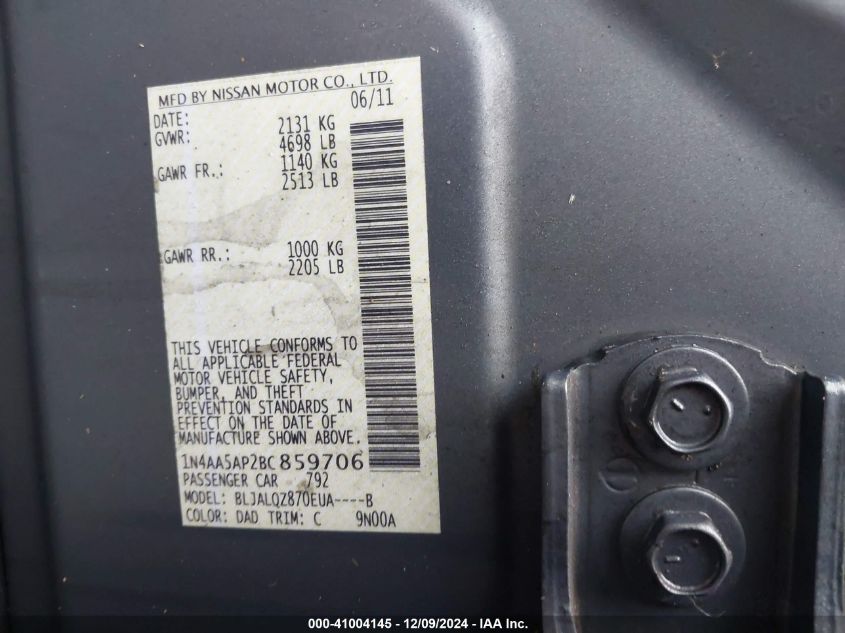 MFD BY NISSAN MOTOR CO., LTD.
DATE: 06/11
GVWR: 2131 KG
4698 LB
GAWR FR.: 1140 KG
2513 LB
GAWR RR.: 1000 KG
2205 LB
THIS VEHICLE CONFORMS TO
ALL APPLICABLE FEDERAL
MOTOR VEHICLE SAFETY,
BUMPER, AND THEFT
PREVENTION STANDARDS IN
EFFECT ON THE DATE OF
MANUFACTURE SHOWN ABOVE.
1N4AA5AP2BC859706
PASSENGER CAR 792
MODEL: BLJALQZ870EUA----B
COLOR: DAD TRIM: C 9N00A
000-41004145 - 12/09/2024 - IAA Inc.